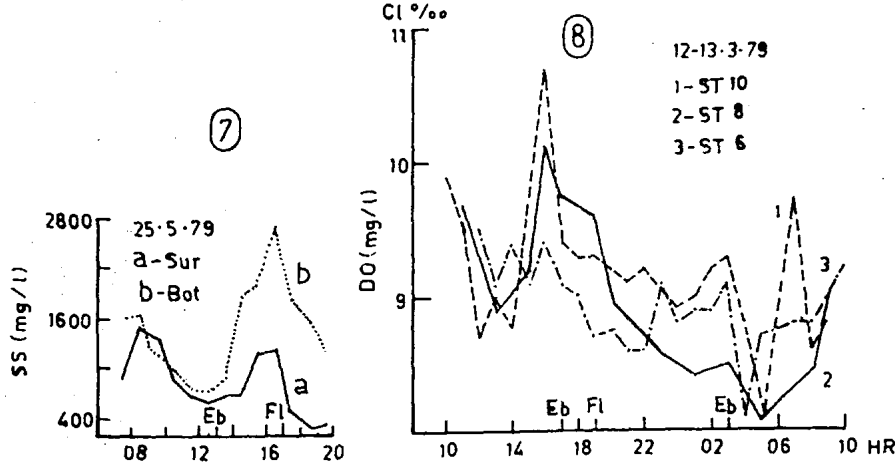 7
2800
1600
400
SS (mg/l)
25·5·79
a-Sur
b-Bot
b
a
Eb
Fl
08
12
16
20
Cl °/oo
8
11
10
9
DO (mg/l)
12-13·3·79
1-ST 10
2-ST 8
3-ST 6
1
3
2
Eb
Fl
Eb
10
14
18
22
02
06
10
HR